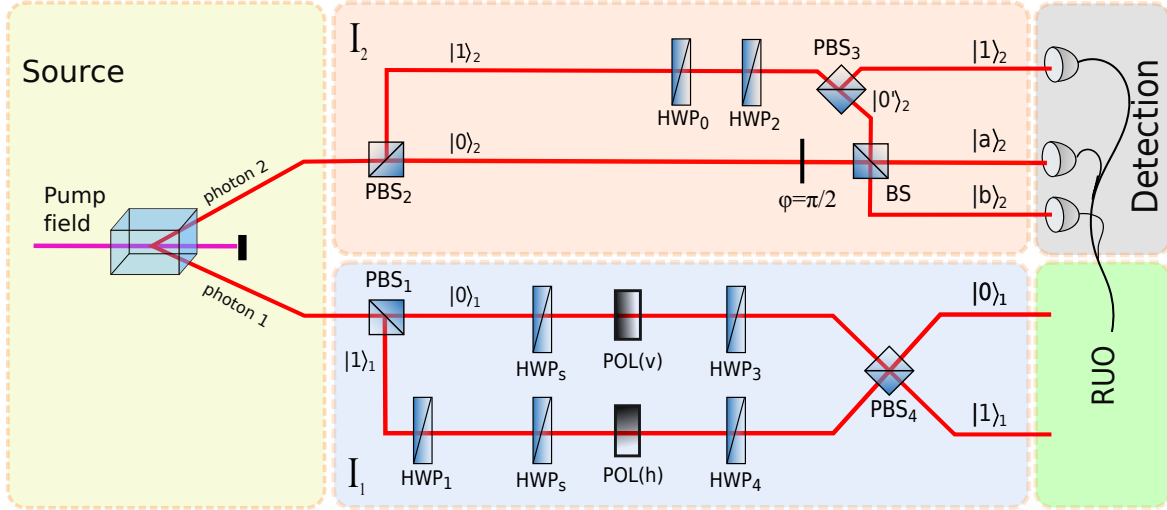 Source
Pump
field
photon 2
photon 1
I₂
|1⟩₂
|0⟩₂
PBS₂
HWP₀
HWP₂
PBS₃
|0'⟩₂
φ=π/2
BS
|1⟩₂
|a⟩₂
|b⟩₂
Detection
I₁
PBS₁
|0⟩₁
|1⟩₁
HWPₛ
POL(v)
HWP₃
HWP₁
HWPₛ
POL(h)
HWP₄
PBS₄
|0⟩₁
|1⟩₁
RUO